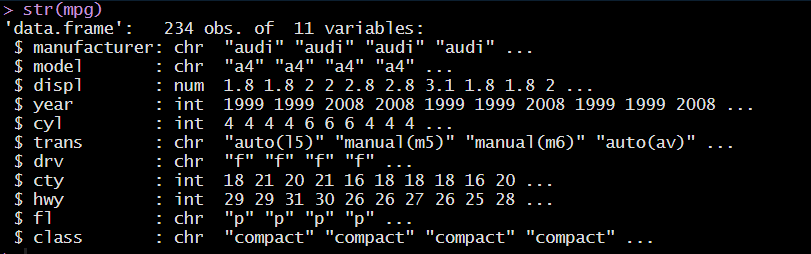 > str(mpg)
'data.frame':   234 obs. of  11 variables:
 $ manufacturer: chr  "audi" "audi" "audi" "audi" ...
 $ model       : chr  "a4" "a4" "a4" "a4" ...
 $ displ       : num  1.8 1.8 2 2 2.8 2.8 3.1 1.8 1.8 2 ...
 $ year        : int  1999 1999 2008 2008 1999 1999 2008 1999 1999 2008 ...
 $ cyl         : int  4 4 4 4 6 6 6 4 4 4 ...
 $ trans       : chr  "auto(l5)" "manual(m5)" "manual(m6)" "auto(av)" ...
 $ drv         : chr  "f" "f" "f" "f" ...
 $ cty         : int  18 21 20 21 16 18 18 18 16 20 ...
 $ hwy         : int  29 29 31 30 26 26 27 26 25 28 ...
 $ fl          : chr  "p" "p" "p" "p" ...
 $ class       : chr  "compact" "compact" "compact" "compact" ...